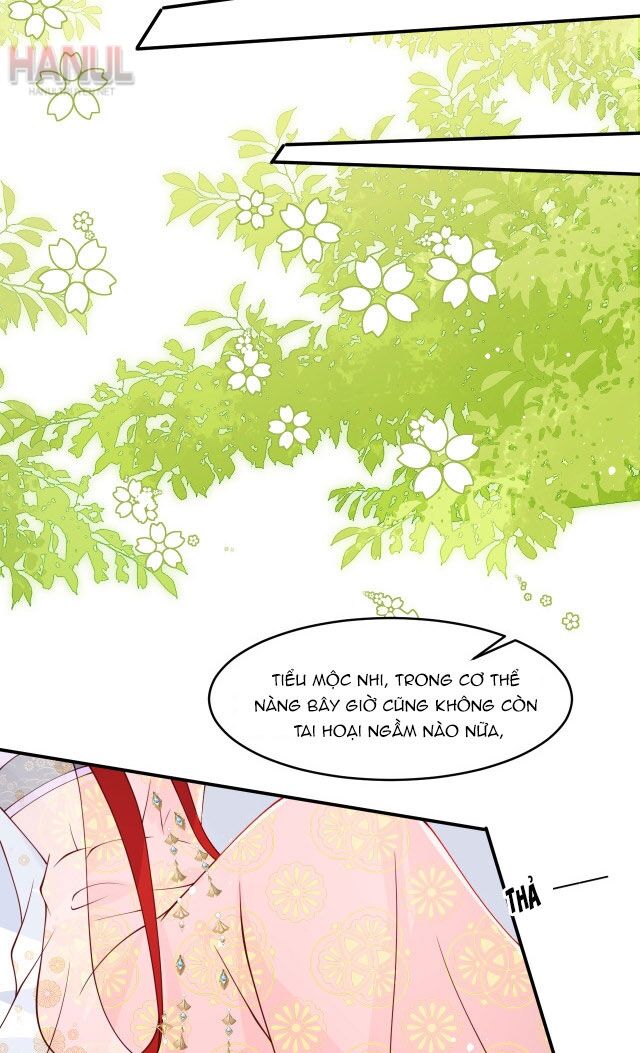 HANUL
TIỂU MỘC NHI, TRONG CƠ THỂ
NÀNG BÂY GIỜ CŨNG KHÔNG CÒN
TAI HOẠI NGẦM NÀO NỮA,
THẢ